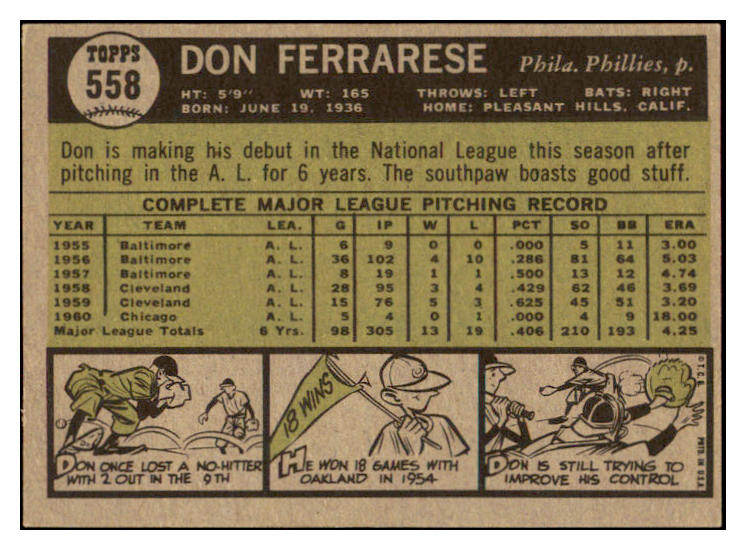 TOPPS
558
DON FERRARESE
Phila. Phillies, p.
HT: 5'9" WT: 165 THROWS: LEFT BATS: RIGHT
BORN: JUNE 19, 1936 HOME: PLEASANT HILLS, CALIF.
Don is making his debut in the National League this season after
pitching in the A. L. for 6 years. The southpaw boasts good stuff.
COMPLETE MAJOR LEAGUE PITCHING RECORD
YEAR TEAM LEA. G IP W L PCT SO BB ERA
1955 Baltimore A. L. 6 9 0 0 .000 5 11 3.00
1956 Baltimore A. L. 36 102 4 10 .286 81 64 5.03
1957 Baltimore A. L. 8 19 1 1 .500 13 12 4.74
1958 Cleveland A. L. 28 95 3 4 .429 62 46 3.69
1959 Cleveland A. L. 15 76 5 3 .625 45 51 3.20
1960 Chicago A. L. 5 4 0 1 .000 4 9 18.00
Major League Totals 6 Yrs. 98 305 13 19 .406 210 193 4.25
DON ONCE LOST A NO-HITTER
WITH 2 OUT IN THE 9TH
18 WINS
HE WON 18 GAMES WITH
OAKLAND IN 1954
DON IS STILL TRYING TO
IMPROVE HIS CONTROL
© T.C.G. PRTD. IN U.S.A.